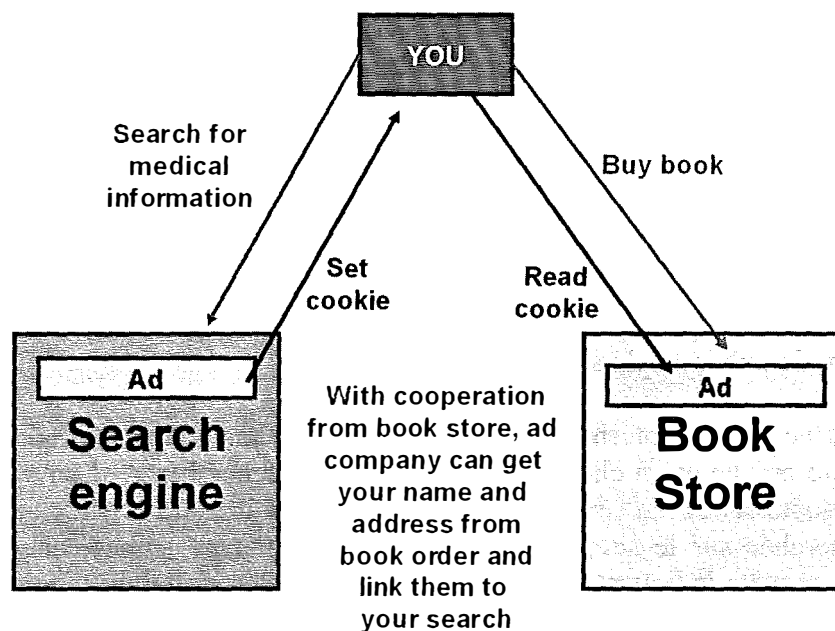 YOU
Search for
medical
information
Buy book
Set
cookie
Read
cookie
Ad
Search
engine
With cooperation
from book store, ad
company can get
your name and
address from
book order and
link them to
your search
Ad
Book
Store